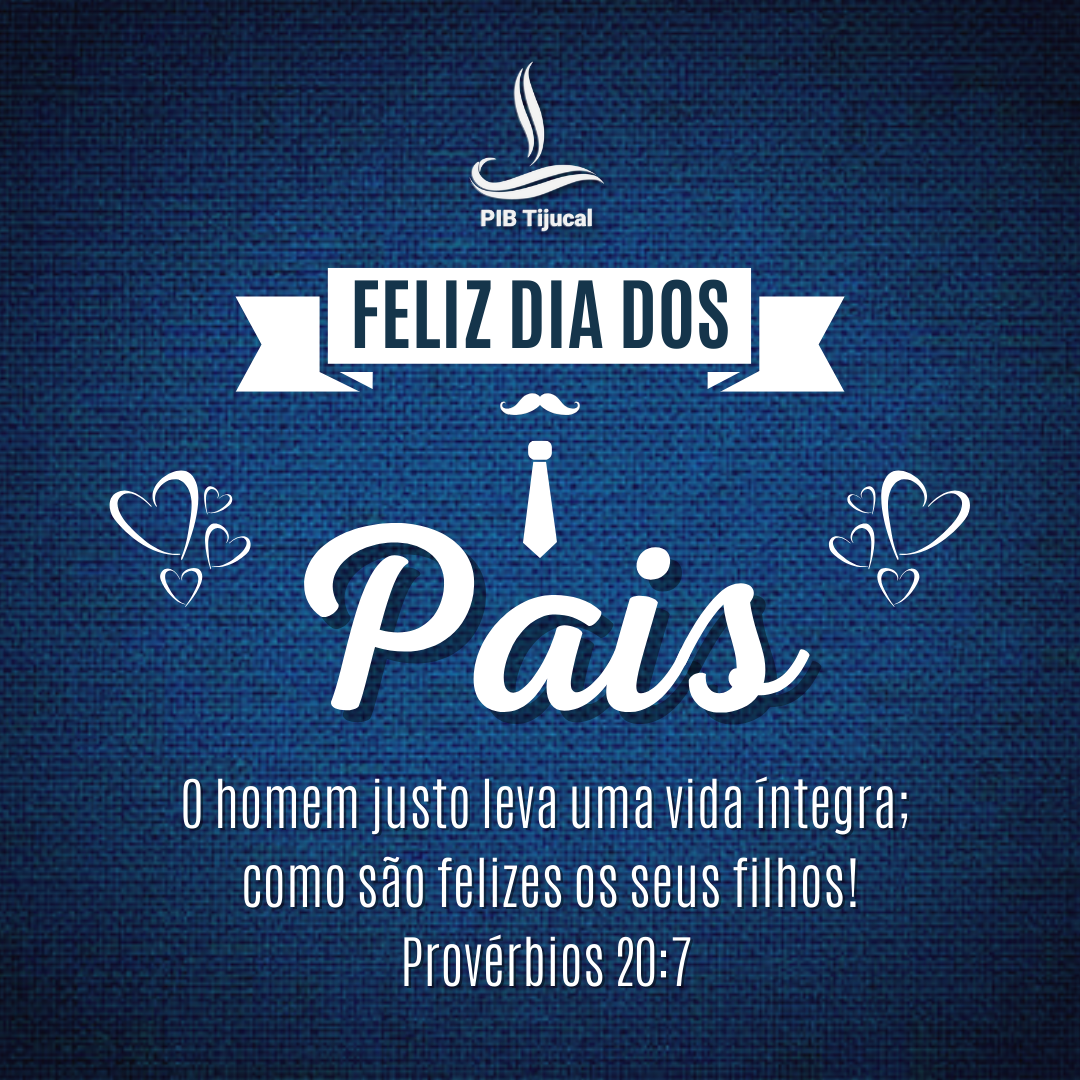 PIB Tijucal
FELIZ DIA DOS
Pais
O homem justo leva uma vida íntegra;
como são felizes os seus filhos!
Provérbios 20:7